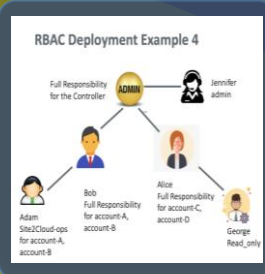 RBAC Deployment Example 4
Full Responsibility
for the Controller
ADMIN
Jennifer
admin
Bob
Full Responsibility
for account-A,
account-B
Alice
Full Responsibility
for account-C,
account-D
Adam
Site2Cloud-ops
for account-A,
account-B
George
Read_only